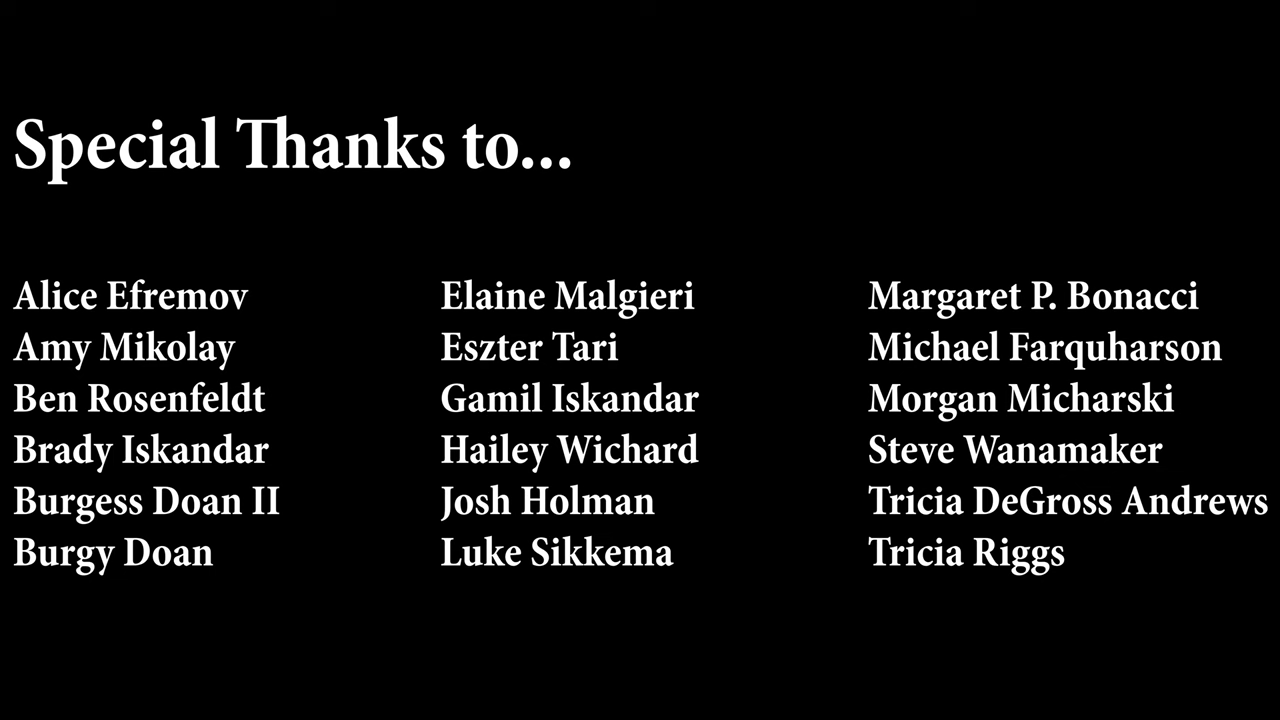 Special Thanks to...
Alice Efremov
Amy Mikolay
Ben Rosenfeldt
Brady Iskandar
Burgess Doan II
Burgy Doan
Elaine Malgieri
Eszter Tari
Gamil Iskandar
Hailey Wichard
Josh Holman
Luke Sikkema
Margaret P. Bonacci
Michael Farquharson
Morgan Micharski
Steve Wanamaker
Tricia DeGross Andrews
Tricia Riggs